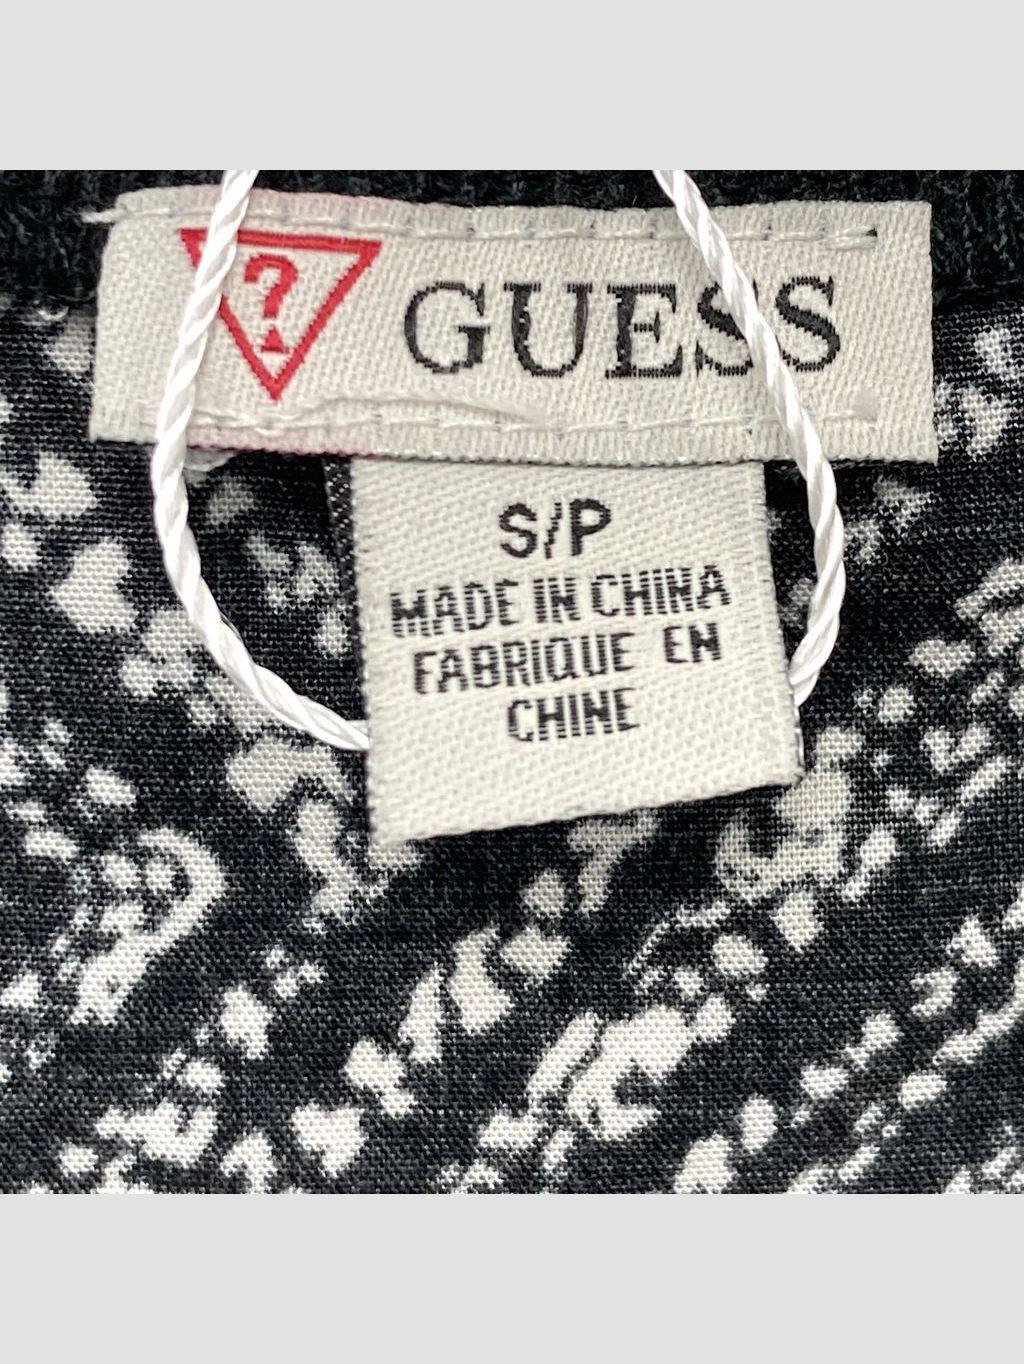 ? GUESS
S/P
MADE IN CHINA
FABRIQUE EN
CHINE